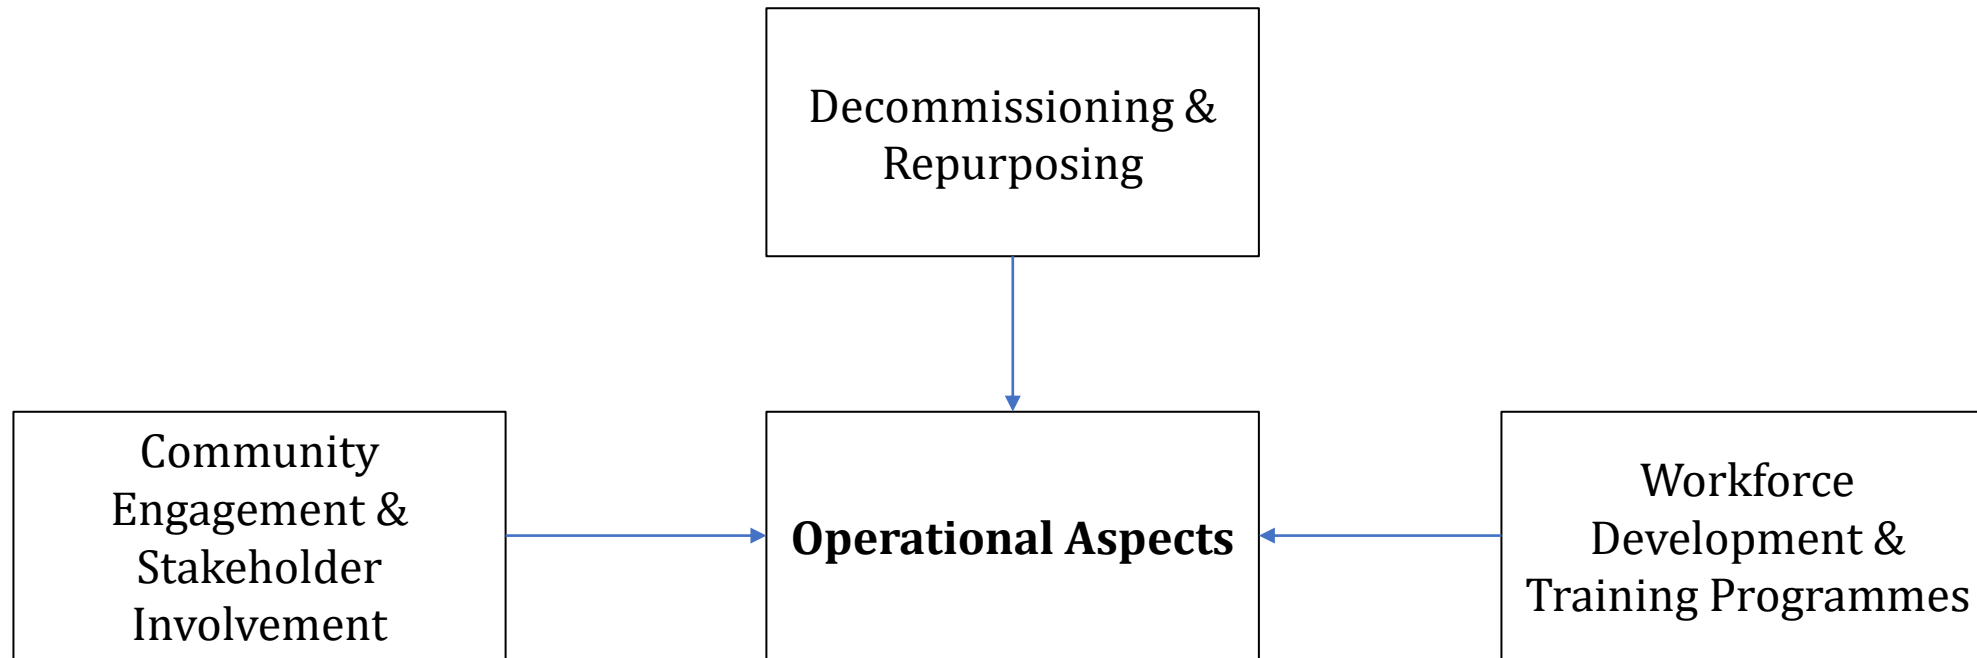 Decommissioning &
Repurposing
Community
Engagement &
Stakeholder
Involvement
Operational Aspects
Workforce
Development &
Training Programmes